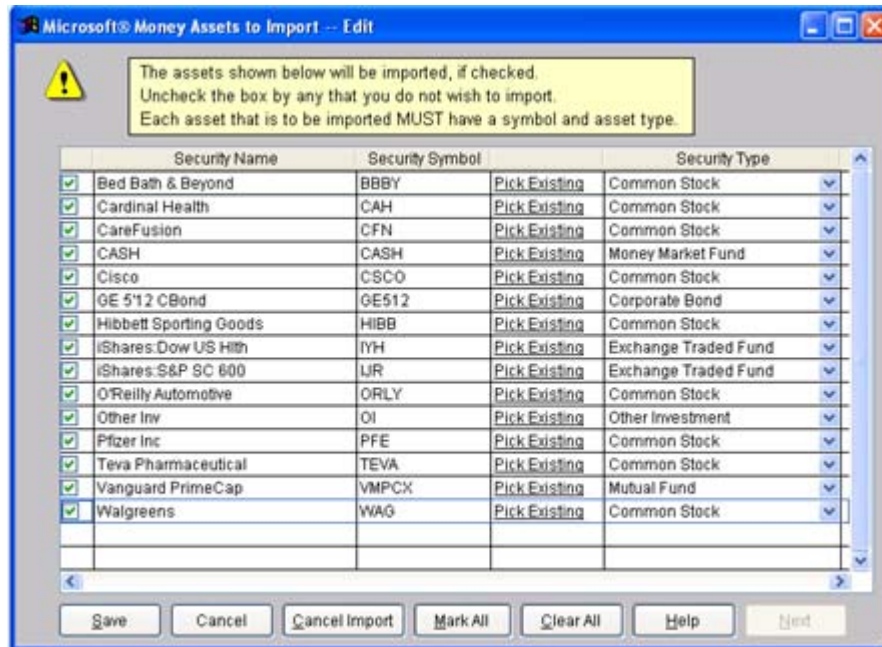 Microsoft® Money Assets to Import -- Edit
The assets shown below will be imported, if checked.
Uncheck the box by any that you do not wish to import.
Each asset that is to be imported MUST have a symbol and asset type.
Security Name Security Symbol Security Type
Bed Bath & Beyond BBBY Pick Existing Common Stock
Cardinal Health CAH Pick Existing Common Stock
CareFusion CFN Pick Existing Common Stock
CASH CASH Pick Existing Money Market Fund
Cisco CSCO Pick Existing Common Stock
GE 5'12 CBond GE512 Pick Existing Corporate Bond
Hibbett Sporting Goods HIBB Pick Existing Common Stock
iShares:Dow US Hlth IYH Pick Existing Exchange Traded Fund
iShares:S&P SC 600 IJR Pick Existing Exchange Traded Fund
O'Reilly Automotive ORLY Pick Existing Common Stock
Other Inv OI Pick Existing Other Investment
Pfizer Inc PFE Pick Existing Common Stock
Teva Pharmaceutical TEVA Pick Existing Common Stock
Vanguard PrimeCap VMPCX Pick Existing Mutual Fund
Walgreens WAG Pick Existing Common Stock
Save Cancel Cancel Import Mark All Clear All Help Next